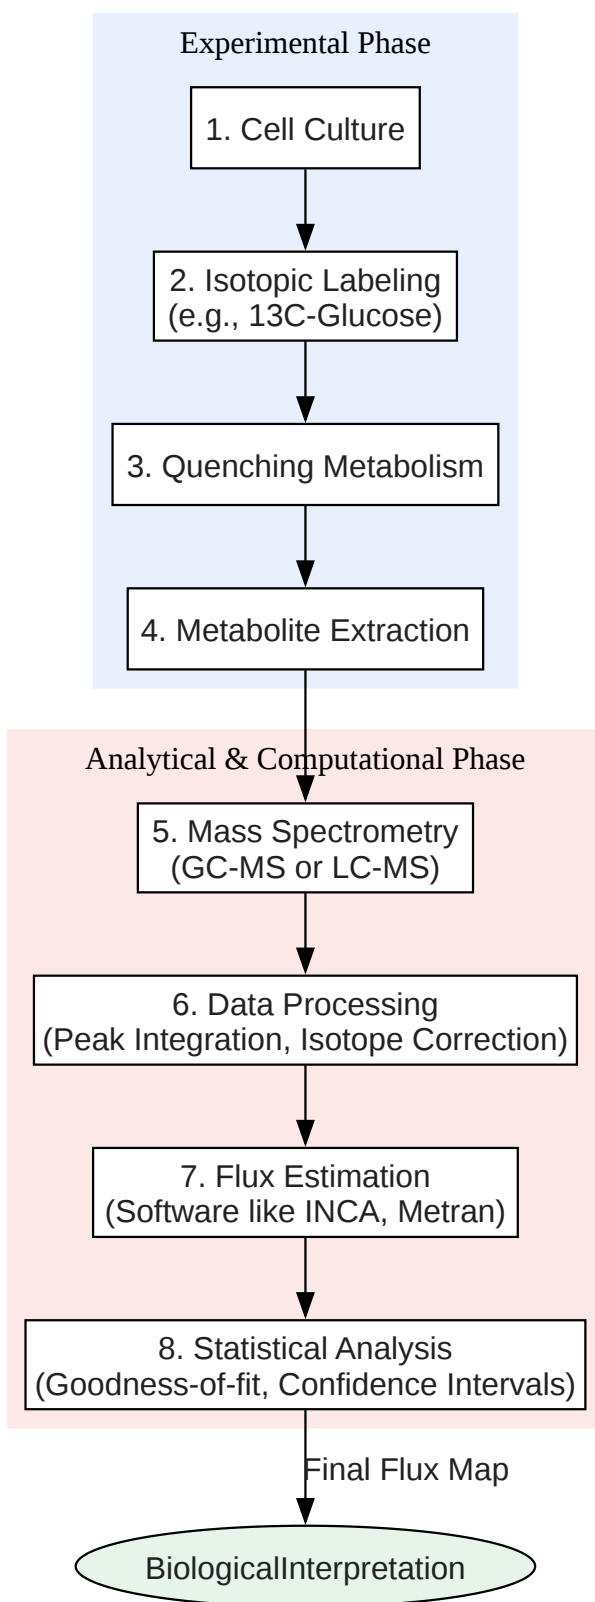 Experimental Phase
1. Cell Culture
2. Isotopic Labeling
(e.g., 13C-Glucose)
3. Quenching Metabolism
4. Metabolite Extraction
Analytical & Computational Phase
5. Mass Spectrometry
(GC-MS or LC-MS)
6. Data Processing
(Peak Integration, Isotope Correction)
7. Flux Estimation
(Software like INCA, Metran)
8. Statistical Analysis
(Goodness-of-fit, Confidence Intervals)
Final Flux Map
BiologicalInterpretation